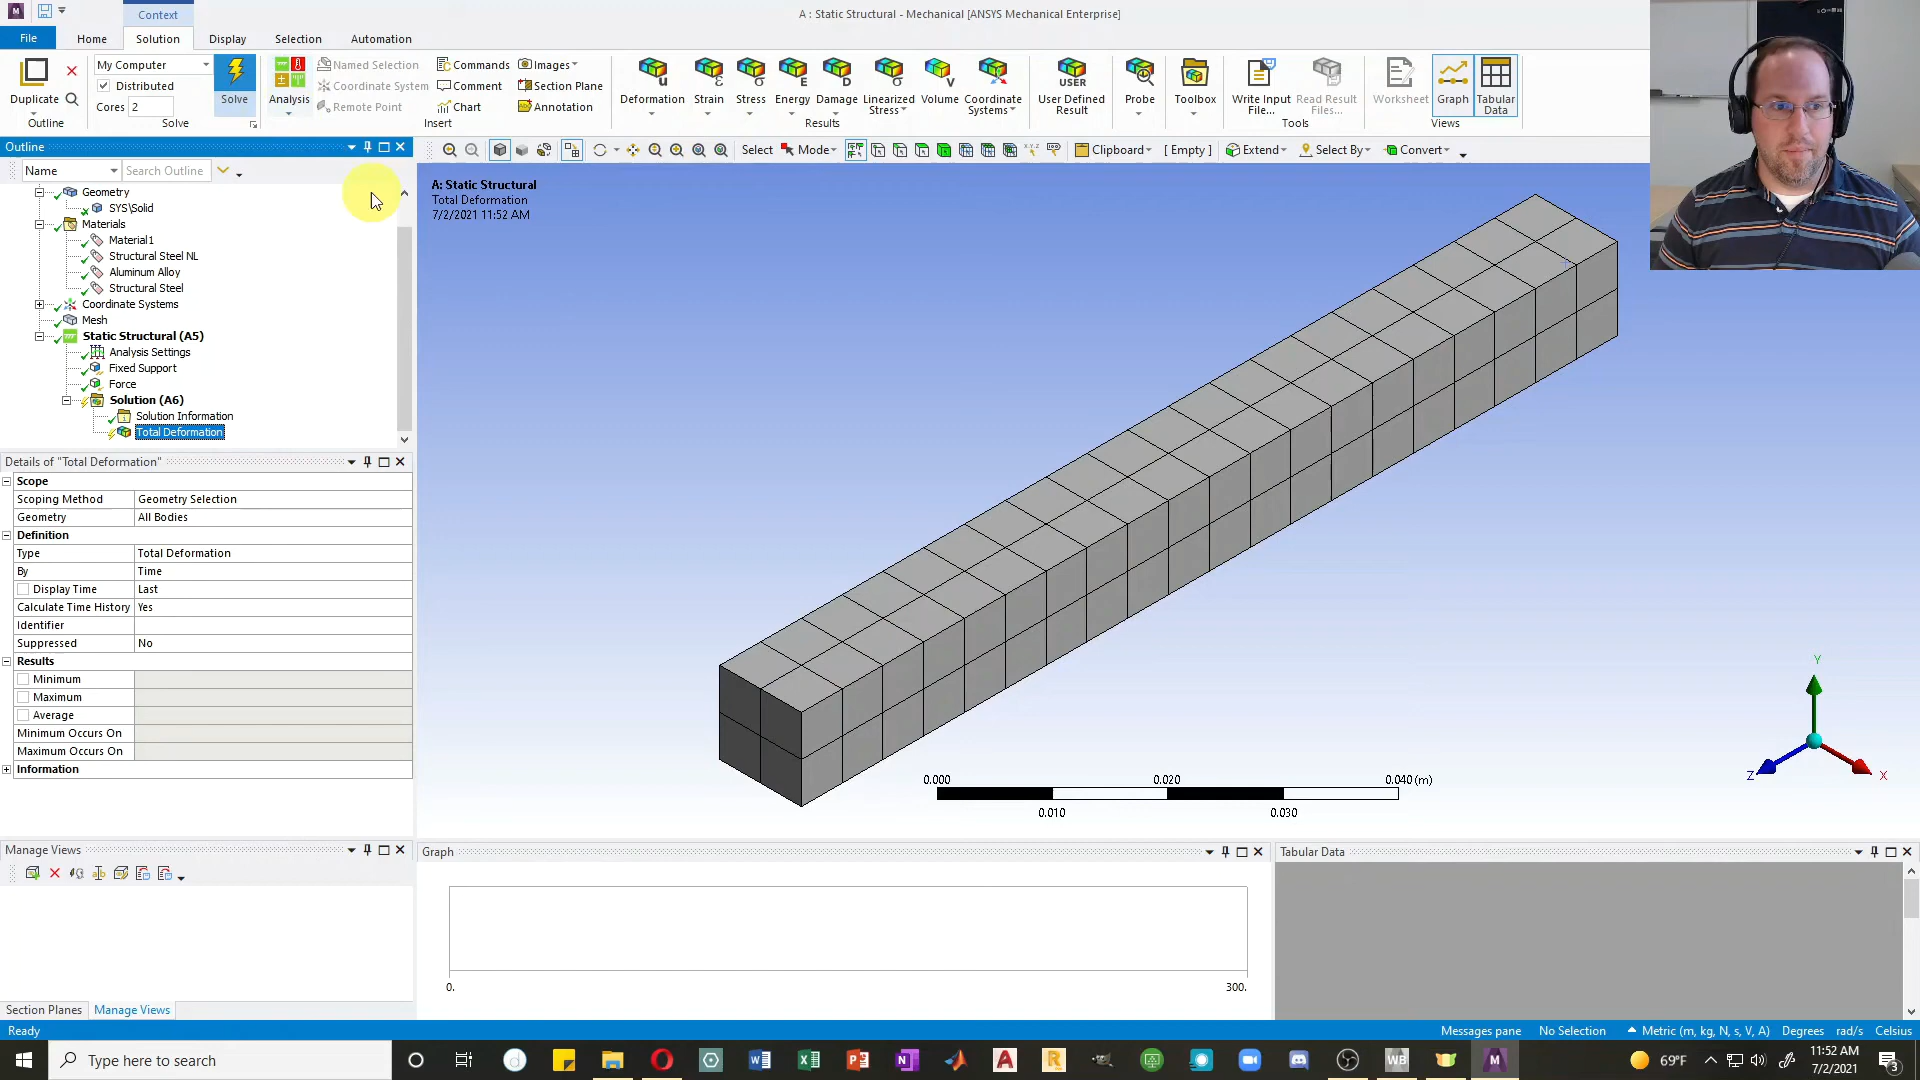 Context
A : Static Structural - Mechanical [ANSYS Mechanical Enterprise]
File Home Solution Display Selection Automation
My Computer
Distributed
Cores 2
Duplicate
Outline
Solve
Solve
Analysis
Named Selection
Coordinate System
Remote Point
Commands
Comment
Chart
Images
Section Plane
Annotation
Insert
Deformation Strain Stress Energy Damage Linearized Stress Volume Coordinate Systems
Results
User Defined Result
Probe
Toolbox
Write Input File... Read Result Files...
Tools
Worksheet Graph Tabular Data
Views
Outline
Name Search Outline
Select Mode Clipboard [ Empty ] Extend Select By Convert
Geometry
SYS\Solid
Materials
Material1
Structural Steel NL
Aluminum Alloy
Structural Steel
Coordinate Systems
Mesh
Static Structural (A5)
Analysis Settings
Fixed Support
Force
Solution (A6)
Solution Information
Total Deformation
Details of "Total Deformation"
Scope
Scoping Method Geometry Selection
Geometry All Bodies
Definition
Type Total Deformation
By Time
Display Time Last
Calculate Time History Yes
Identifier
Suppressed No
Results
Minimum
Maximum
Average
Minimum Occurs On
Maximum Occurs On
Information
Manage Views
Section Planes Manage Views
A: Static Structural
Total Deformation
7/2/2021 11:52 AM
0.000 0.020 0.040 (m)
0.010 0.030
Y
Z X
Graph
0. 300.
Tabular Data
Ready
Messages pane No Selection Metric (m, kg, N, s, V, A) Degrees rad/s Celsius
Type here to search
69°F
11:52 AM
7/2/2021
3